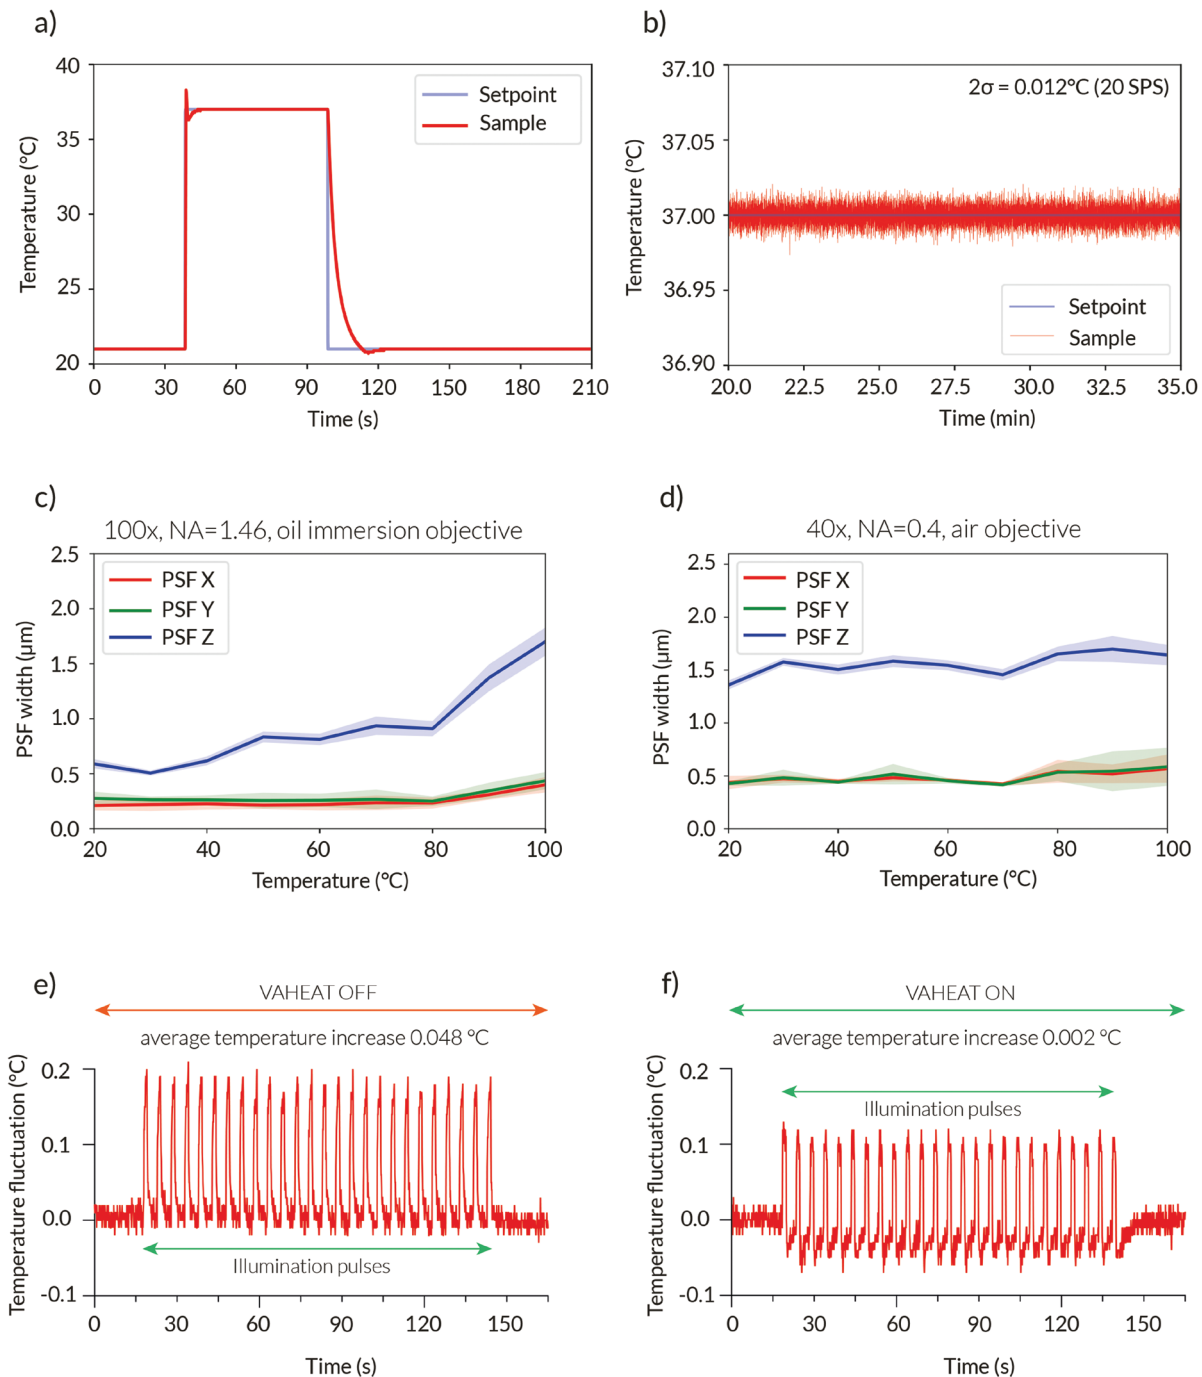 a)
40
35
30
25
20
0 30 60 90 120 150 180 210
Temperature (°C)
Time (s)
Setpoint
Sample
b)
37.10
37.05
37.00
36.95
36.90
20.0 22.5 25.0 27.5 30.0 32.5 35.0
Temperature (°C)
Time (min)
2σ = 0.012°C (20 SPS)
Setpoint
Sample
c)
100x, NA=1.46, oil immersion objective
2.5
2.0
1.5
1.0
0.5
0.0
20 40 60 80 100
PSF width (µm)
Temperature (°C)
PSF X
PSF Y
PSF Z
d)
40x, NA=0.4, air objective
2.5
2.0
1.5
1.0
0.5
0.0
20 40 60 80 100
PSF width (µm)
Temperature (°C)
PSF X
PSF Y
PSF Z
e)
VAHEAT OFF
average temperature increase 0.048 °C
0.2
0.1
0.0
-0.1
0 30 60 90 120 150
Temperature fluctuation (°C)
Illumination pulses
Time (s)
f)
VAHEAT ON
average temperature increase 0.002 °C
0.2
0.1
0.0
-0.1
0 30 60 90 120 150
Temperature fluctuation (°C)
Illumination pulses
Time (s)